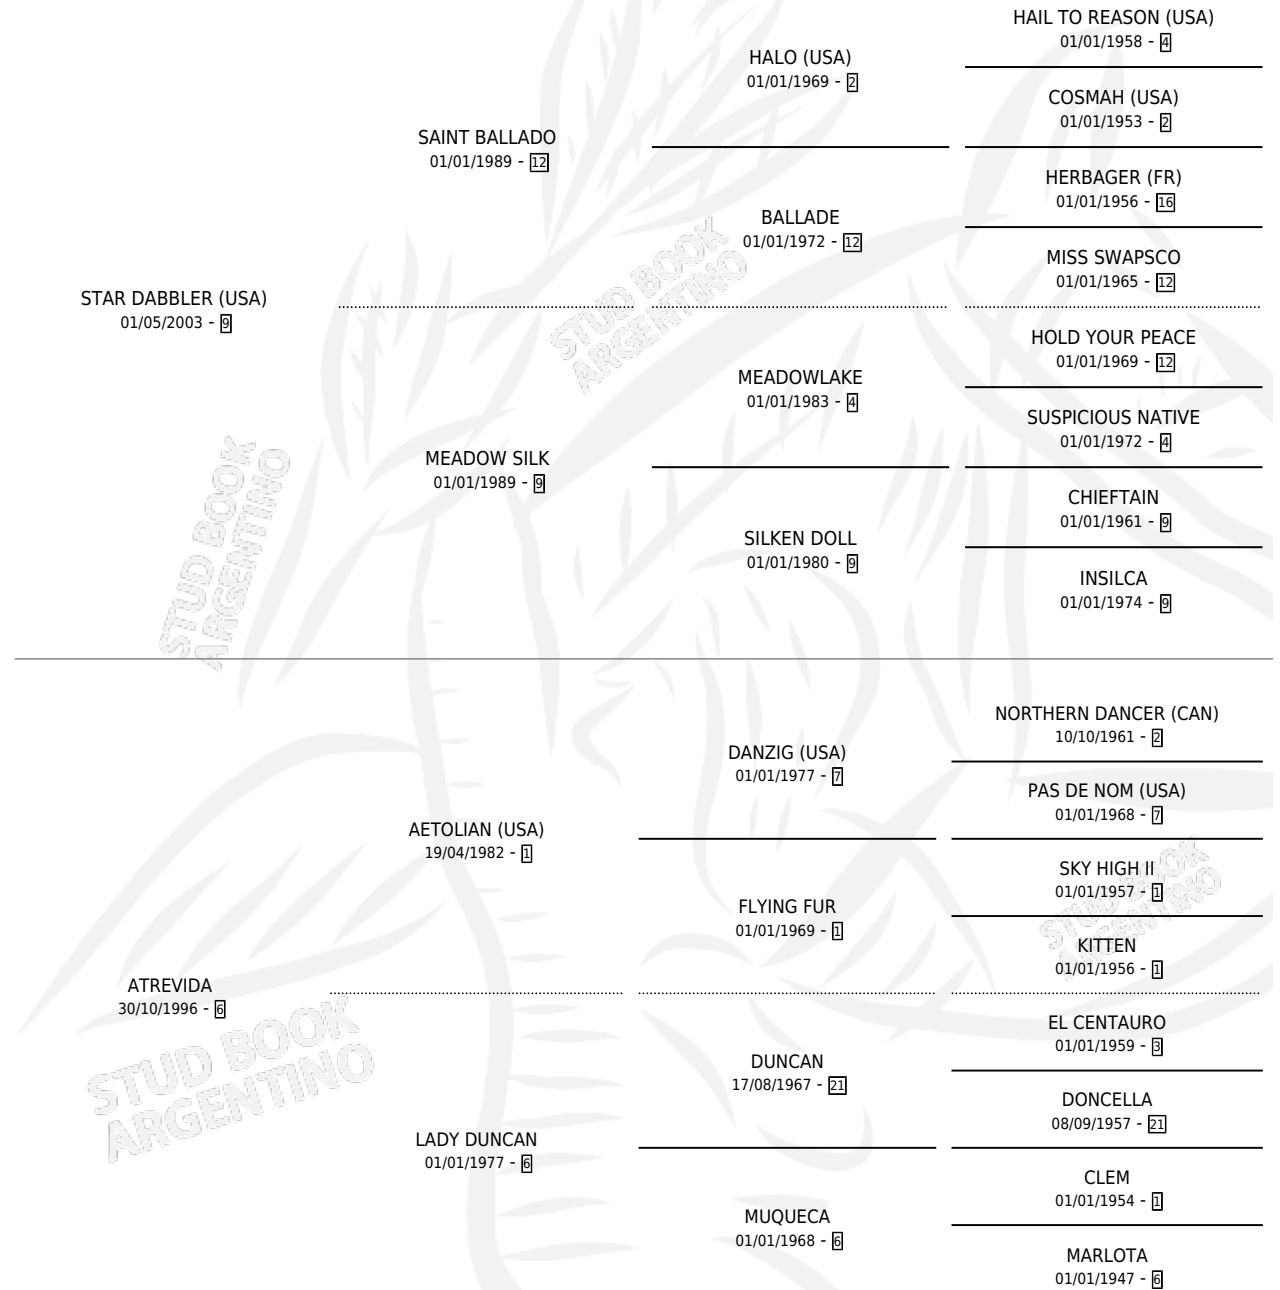 HAIL TO REASON (USA)
01/01/1958 - 4
HALO (USA)
01/01/1969 - 2
COSMAH (USA)
01/01/1953 - 2
SAINT BALLADO
01/01/1989 - 12
HERBAGER (FR)
01/01/1956 - 16
BALLADE
01/01/1972 - 12
MISS SWAPSCO
01/01/1965 - 12
STAR DABBLER (USA)
01/05/2003 - 9
STUD BOOK
ARGENTINO
HOLD YOUR PEACE
01/01/1969 - 12
MEADOWLAKE
01/01/1983 - 4
SUSPICIOUS NATIVE
01/01/1972 - 4
MEADOW SILK
01/01/1989 - 9
CHIEFTAIN
01/01/1961 - 9
SILKEN DOLL
01/01/1980 - 9
INSILCA
01/01/1974 - 9
STUD BOOK
ARGENTINO
NORTHERN DANCER (CAN)
10/10/1961 - 2
DANZIG (USA)
01/01/1977 - 7
PAS DE NOM (USA)
01/01/1968 - 7
AETOLIAN (USA)
19/04/1982 - 1
SKY HIGH II
01/01/1957 - 1
FLYING FUR
01/01/1969 - 1
KITTEN
01/01/1956 - 1
STUD BOOK
ARGENTINO
ATREVIDA
30/10/1996 - 6
EL CENTAURO
01/01/1959 - 3
DUNCAN
17/08/1967 - 21
DONCELLA
08/09/1957 - 21
LADY DUNCAN
01/01/1977 - 6
CLEM
01/01/1954 - 1
MUQUECA
01/01/1968 - 6
MARLOTA
01/01/1947 - 6
STUD BOOK
ARGENTINO